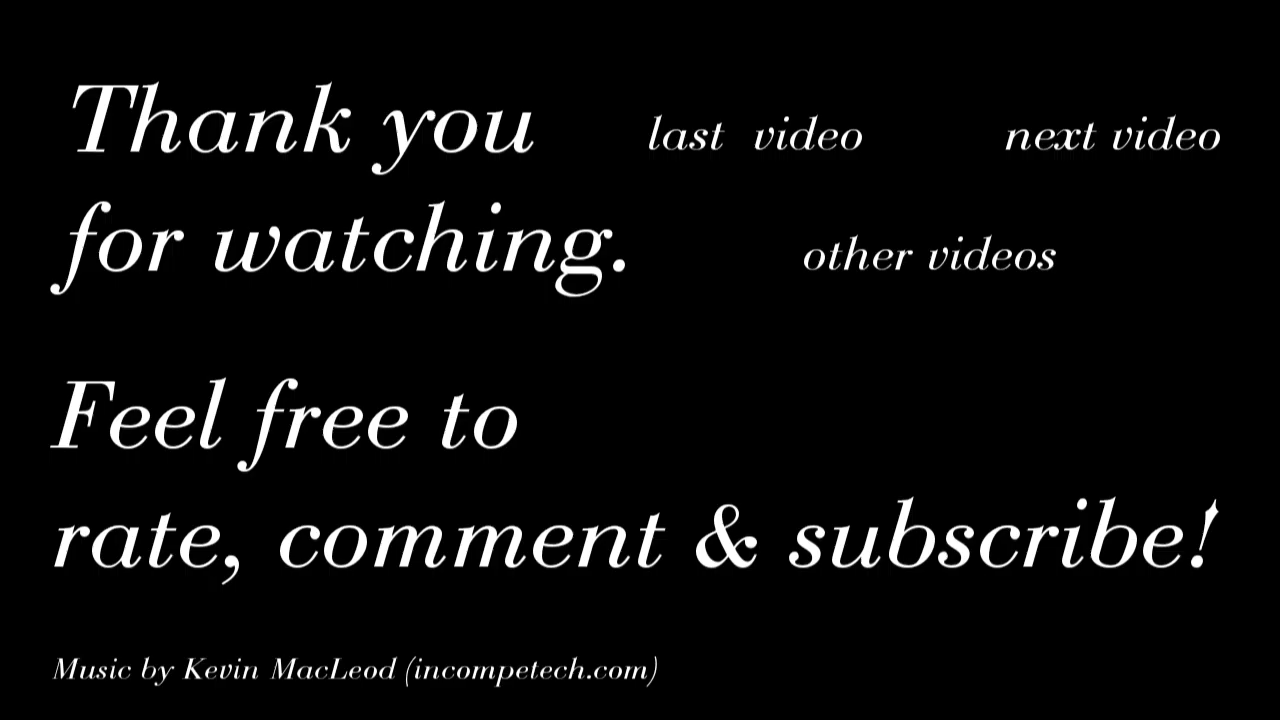 Thank you
last video
next video
for watching.
other videos
Feel free to
rate, comment & subscribe!
Music by Kevin MacLeod (incompetech.com)